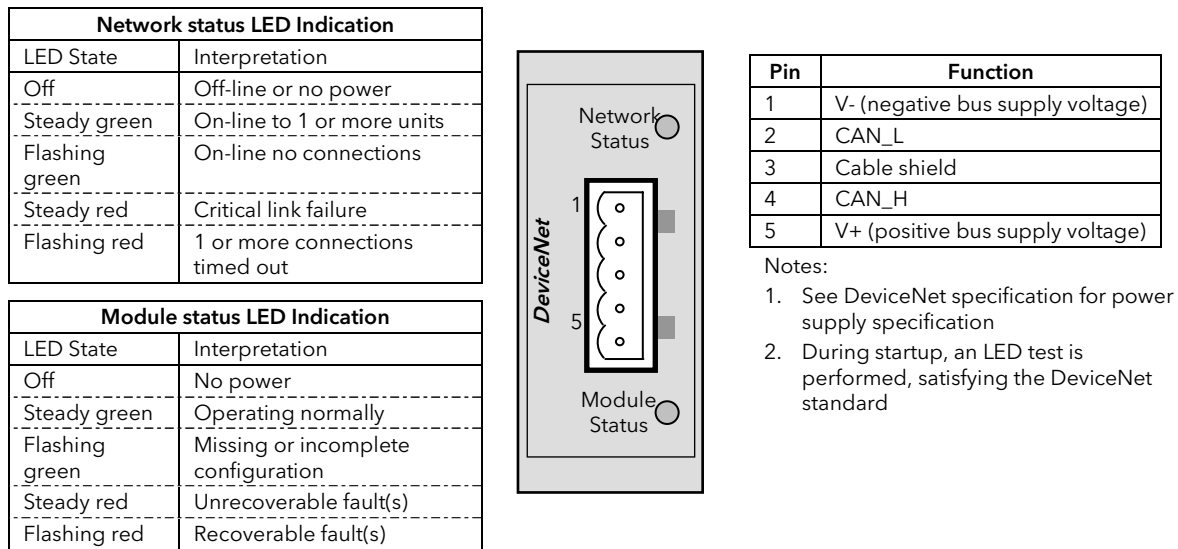 Network status LED Indication
LED State Interpretation
Off Off-line or no power
Steady green On-line to 1 or more units
Flashing green On-line no connections
Steady red Critical link failure
Flashing red 1 or more connections timed out
Module status LED Indication
LED State Interpretation
Off No power
Steady green Operating normally
Flashing green Missing or incomplete configuration
Steady red Unrecoverable fault(s)
Flashing red Recoverable fault(s)
Network
Status
1
DeviceNet
5
Module
Status
Pin Function
1 V- (negative bus supply voltage)
2 CAN_L
3 Cable shield
4 CAN_H
5 V+ (positive bus supply voltage)
Notes:
1. See DeviceNet specification for power
supply specification
2. During startup, an LED test is
performed, satisfying the DeviceNet
standard